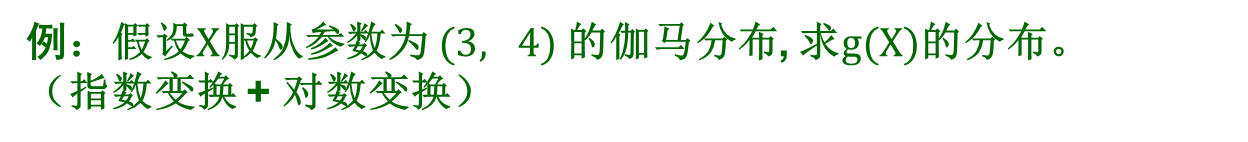 例：假设X服从参数为 (3, 4) 的伽马分布, 求g(X)的分布。
（指数变换 + 对数变换）